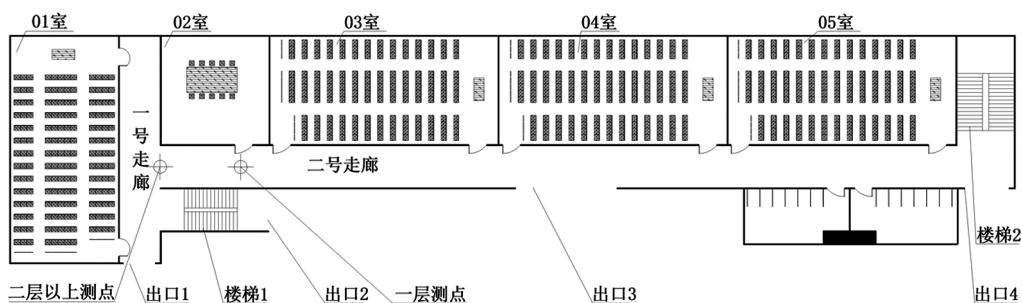 01室
02室
03室
04室
05室
一号走廊
二号走廊
楼梯2
二层以上测点
出口1
楼梯1
出口2
一层测点
出口3
出口4